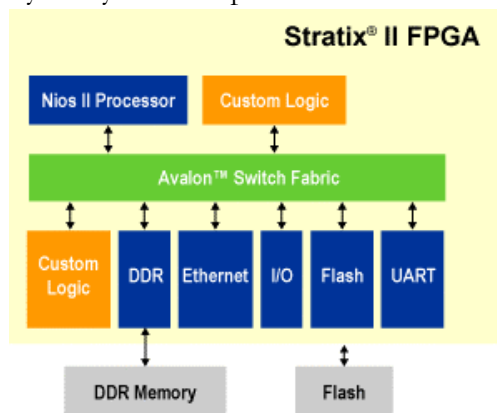 Stratix® II FPGA
Nios II Processor
Custom Logic
Avalon™ Switch Fabric
Custom
Logic
DDR
Ethernet
I/O
Flash
UART
DDR Memory
Flash